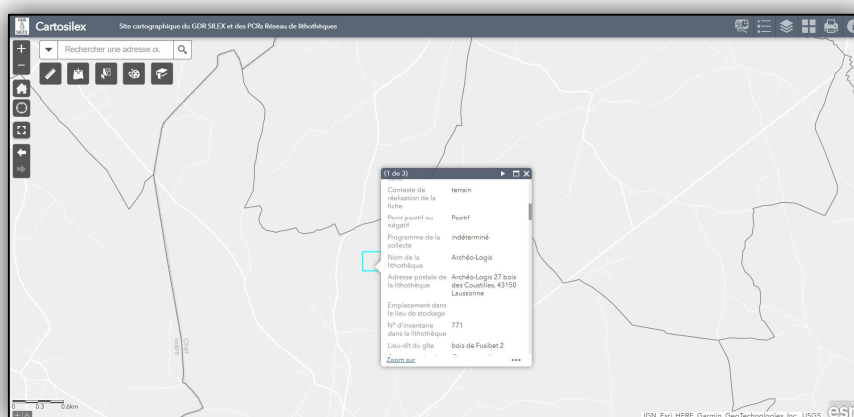 GDR
SILEX
Cartosilex
Site cartographique du GDR SILEX et des PCRs Réseau de lithothèques
Rechercher une adresse ou
(1 de 3)
Contexte de réalisation de la fiche terrain
Point positif ou négatif Positif
Programme de la collecte indéterminé
Nom de la lithothèque Archéo-Logis
Adresse postale de la lithothèque Archéo-Logis 27 bois des Coustilles, 43150 Laussonne
Emplacement dans le lieu de stockage
N° d'inventaire dans la lithothèque 771
Lieu-dit du gîte bois de Fusibet 2
Zoom sur
Cher
Indre
0 0.3 0.6km
IGN, Esri, HERE, Garmin, GeoTechnologies, Inc., USGS
esri